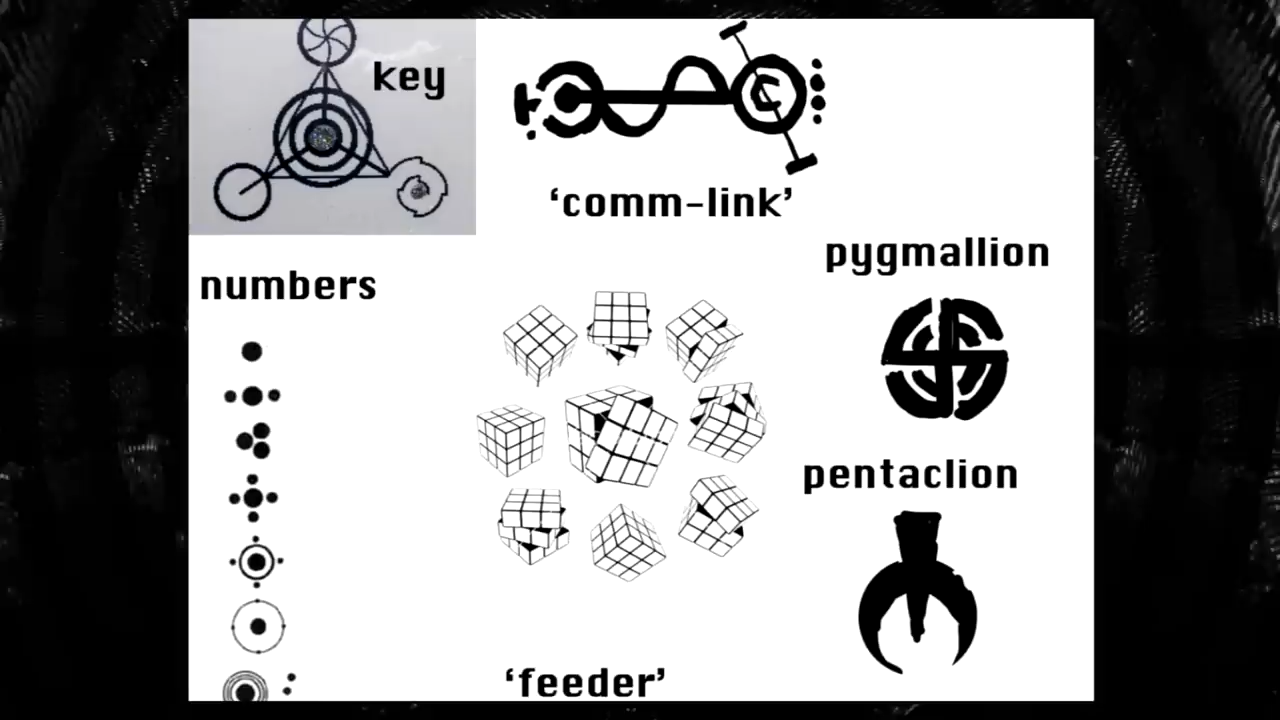 key
‘comm-link’
pygmallion
numbers
pentaclion
‘feeder’